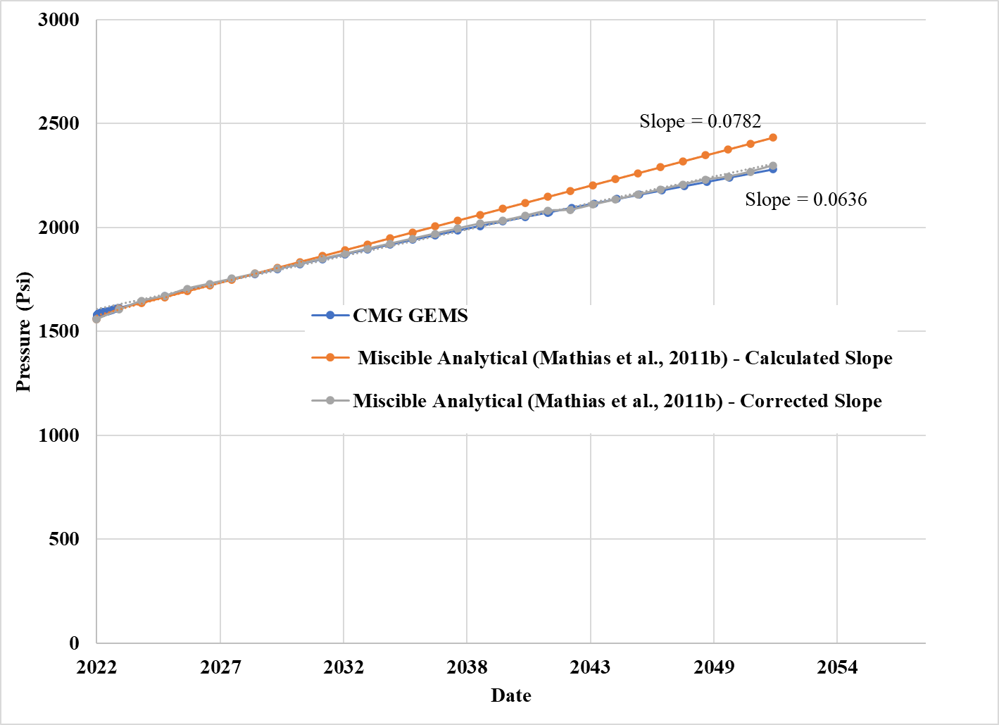 3000
2500
2000
1500
1000
500
0
Pressure (Psi)
Slope = 0.0782
Slope = 0.0636
CMG GEMS
Miscible Analytical (Mathias et al., 2011b) - Calculated Slope
Miscible Analytical (Mathias et al., 2011b) - Corrected Slope
2022 2027 2032 2038 2043 2049 2054
Date